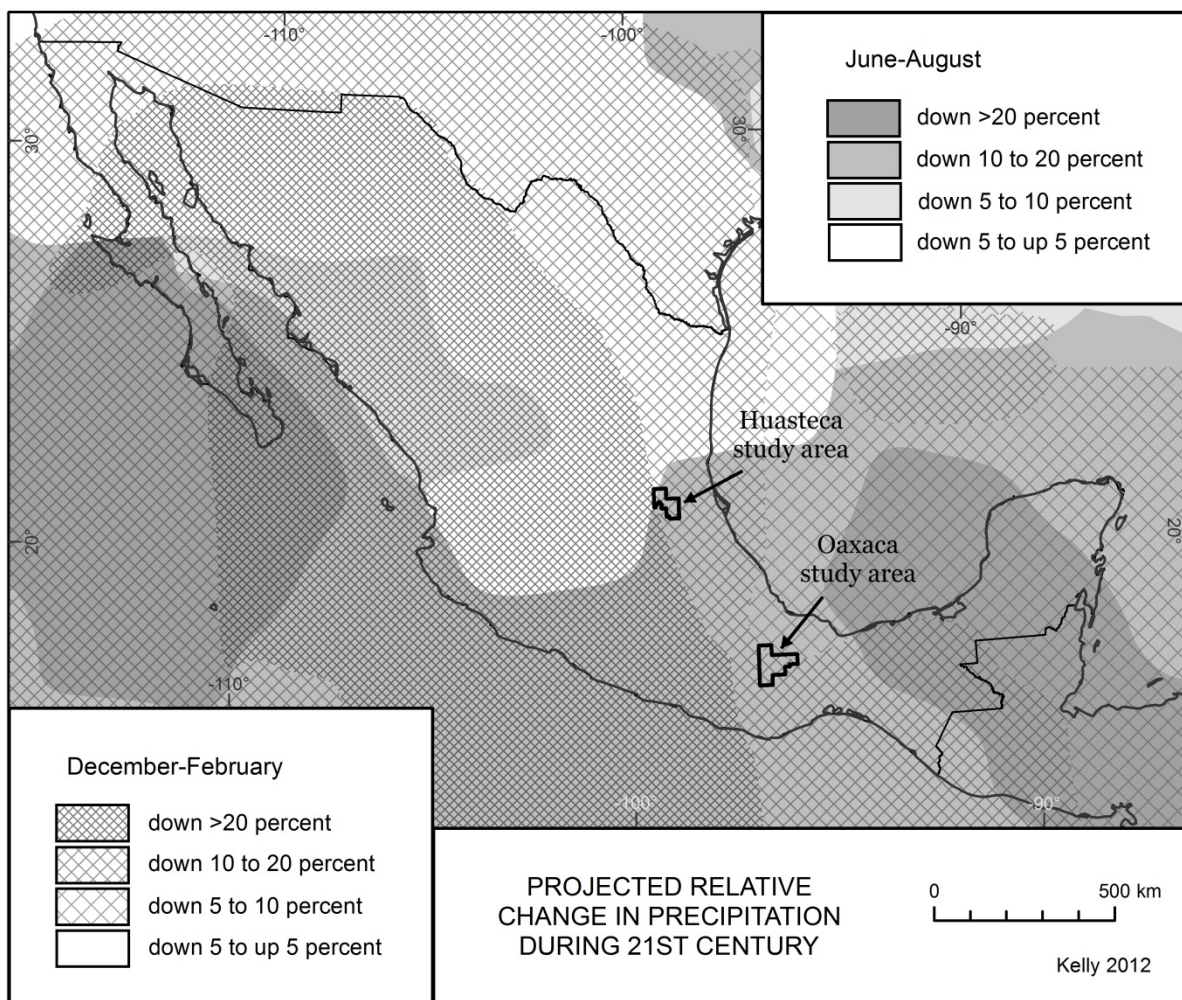 -110°
-100°
June-August
down >20 percent
down 10 to 20 percent
down 5 to 10 percent
down 5 to up 5 percent
30°
30°
-90°
Huasteca
study area
20°
20°
Oaxaca
study area
-110°
100°
-90°
December-February
down >20 percent
down 10 to 20 percent
down 5 to 10 percent
down 5 to up 5 percent
PROJECTED RELATIVE
CHANGE IN PRECIPITATION
DURING 21ST CENTURY
0 500 km
Kelly 2012